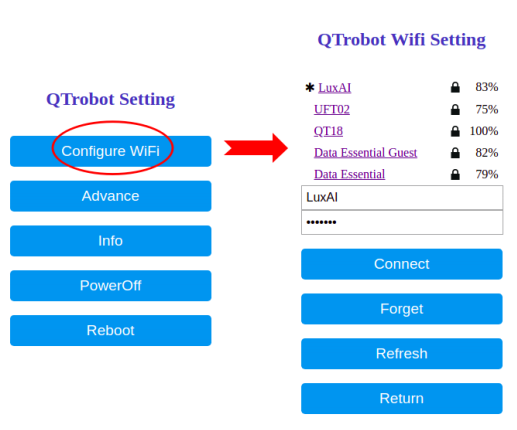 QTrobot Setting
Configure WiFi
Advance
Info
PowerOff
Reboot
QTrobot Wifi Setting
✱ LuxAI 83%
UFT02 75%
QT18 100%
Data Essential Guest 82%
Data Essential 79%
LuxAI
•••••••
Connect
Forget
Refresh
Return